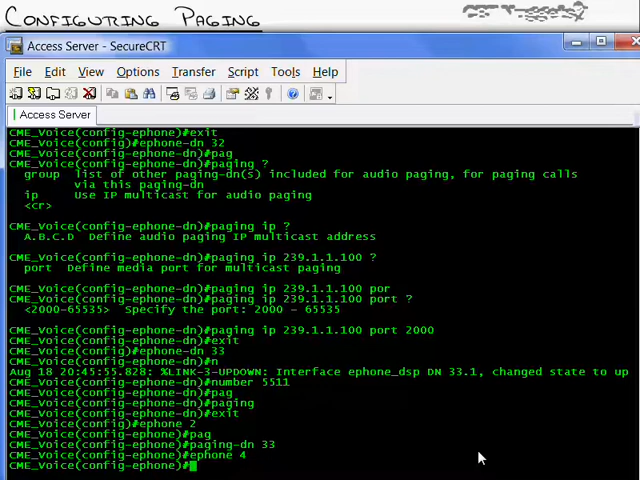 CONFIGURING PAGING
Access Server - SecureCRT
File Edit View Options Transfer Script Tools Help
Access Server
CME_Voice(config-ephone)#exit
CME_Voice(config)#ephone-dn 32
CME_Voice(config-ephone-dn)#pag
CME_Voice(config-ephone-dn)#paging ?
group list of other paging-dn(s) included for audio paging, for paging calls
via this paging-dn
ip Use IP multicast for audio paging
<cr>
CME_Voice(config-ephone-dn)#paging ip ?
A.B.C.D Define audio paging IP multicast address
CME_Voice(config-ephone-dn)#paging ip 239.1.1.100 ?
port Define media port for multicast paging
CME_Voice(config-ephone-dn)#paging ip 239.1.1.100 por
CME_Voice(config-ephone-dn)#paging ip 239.1.1.100 port ?
<2000-65535> Specify the port: 2000 - 65535
CME_Voice(config-ephone-dn)#paging ip 239.1.1.100 port 2000
CME_Voice(config-ephone-dn)#exit
CME_Voice(config)#ephone-dn 33
CME_Voice(config-ephone-dn)#n
Aug 18 20:45:55.828: %LINK-3-UPDOWN: Interface ephone_dsp DN 33.1, changed state to up
CME_Voice(config-ephone-dn)#number 5511
CME_Voice(config-ephone-dn)#pag
CME_Voice(config-ephone-dn)#paging
CME_Voice(config-ephone-dn)#exit
CME_Voice(config)#ephone 2
CME_Voice(config-ephone)#pag
CME_Voice(config-ephone)#paging-dn 33
CME_Voice(config-ephone)#ephone 4
CME_Voice(config-ephone)#